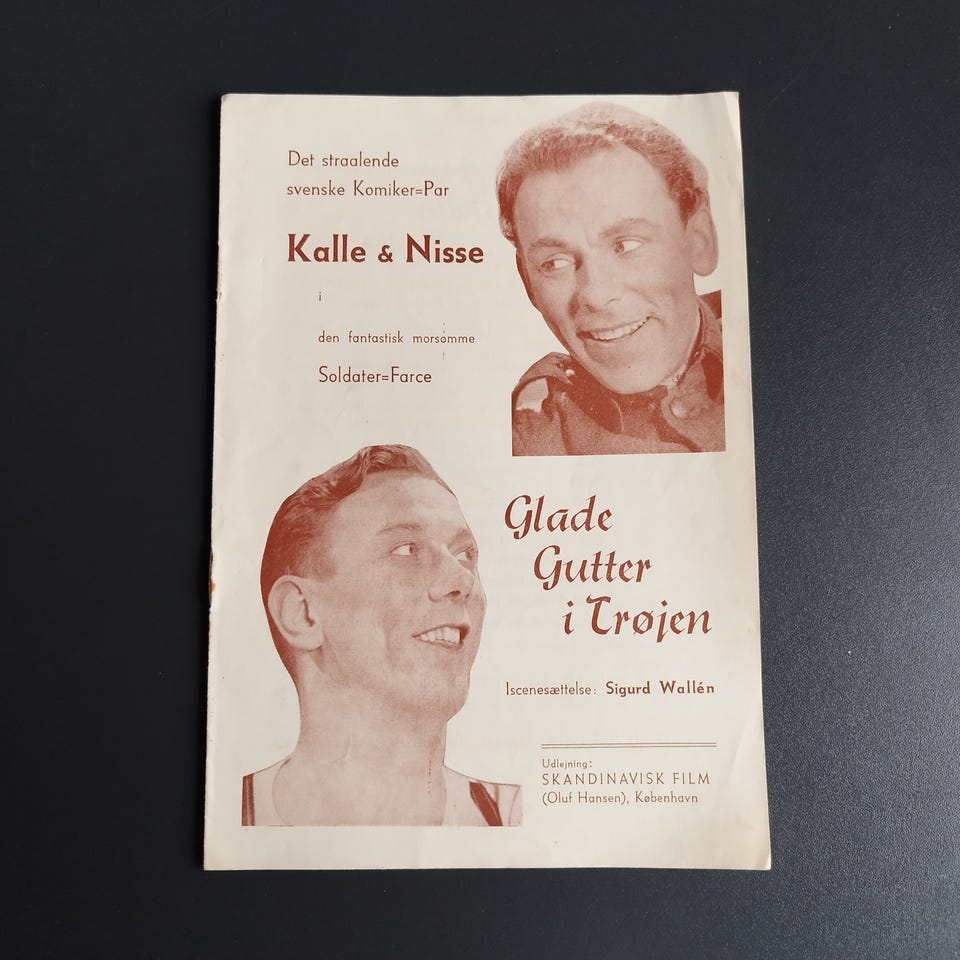 Det straalende
svenske Komiker=Par
Kalle & Nisse
i
den fantastisk morsomme
Soldater=Farce
Glade
Gutter
i Trøjen
Iscenesættelse: Sigurd Wallén
Udlejning:
SKANDINAVISK FILM
(Oluf Hansen), København